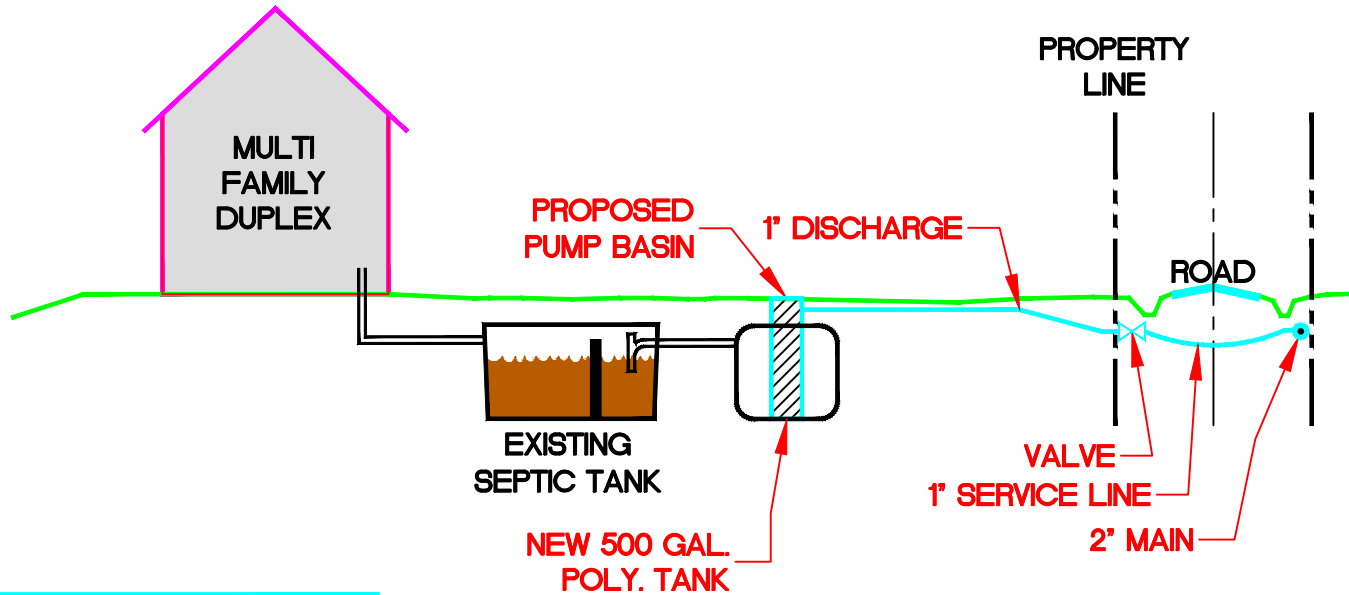 PROPERTY
LINE
MULTI
FAMILY
DUPLEX
PROPOSED
PUMP BASIN
1" DISCHARGE
ROAD
EXISTING
SEPTIC TANK
VALVE
1" SERVICE LINE
2" MAIN
NEW 500 GAL.
POLY. TANK